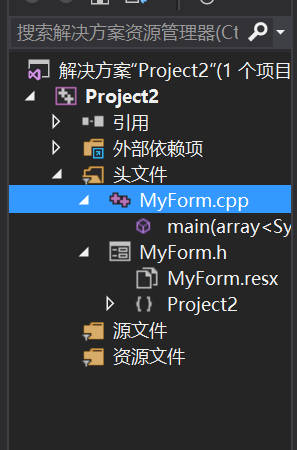 搜索解决方案资源管理器(Ct
解决方案"Project2"(1 个项目
Project2
引用
外部依赖项
头文件
MyForm.cpp
main(array<Sy
MyForm.h
MyForm.resx
Project2
源文件
资源文件